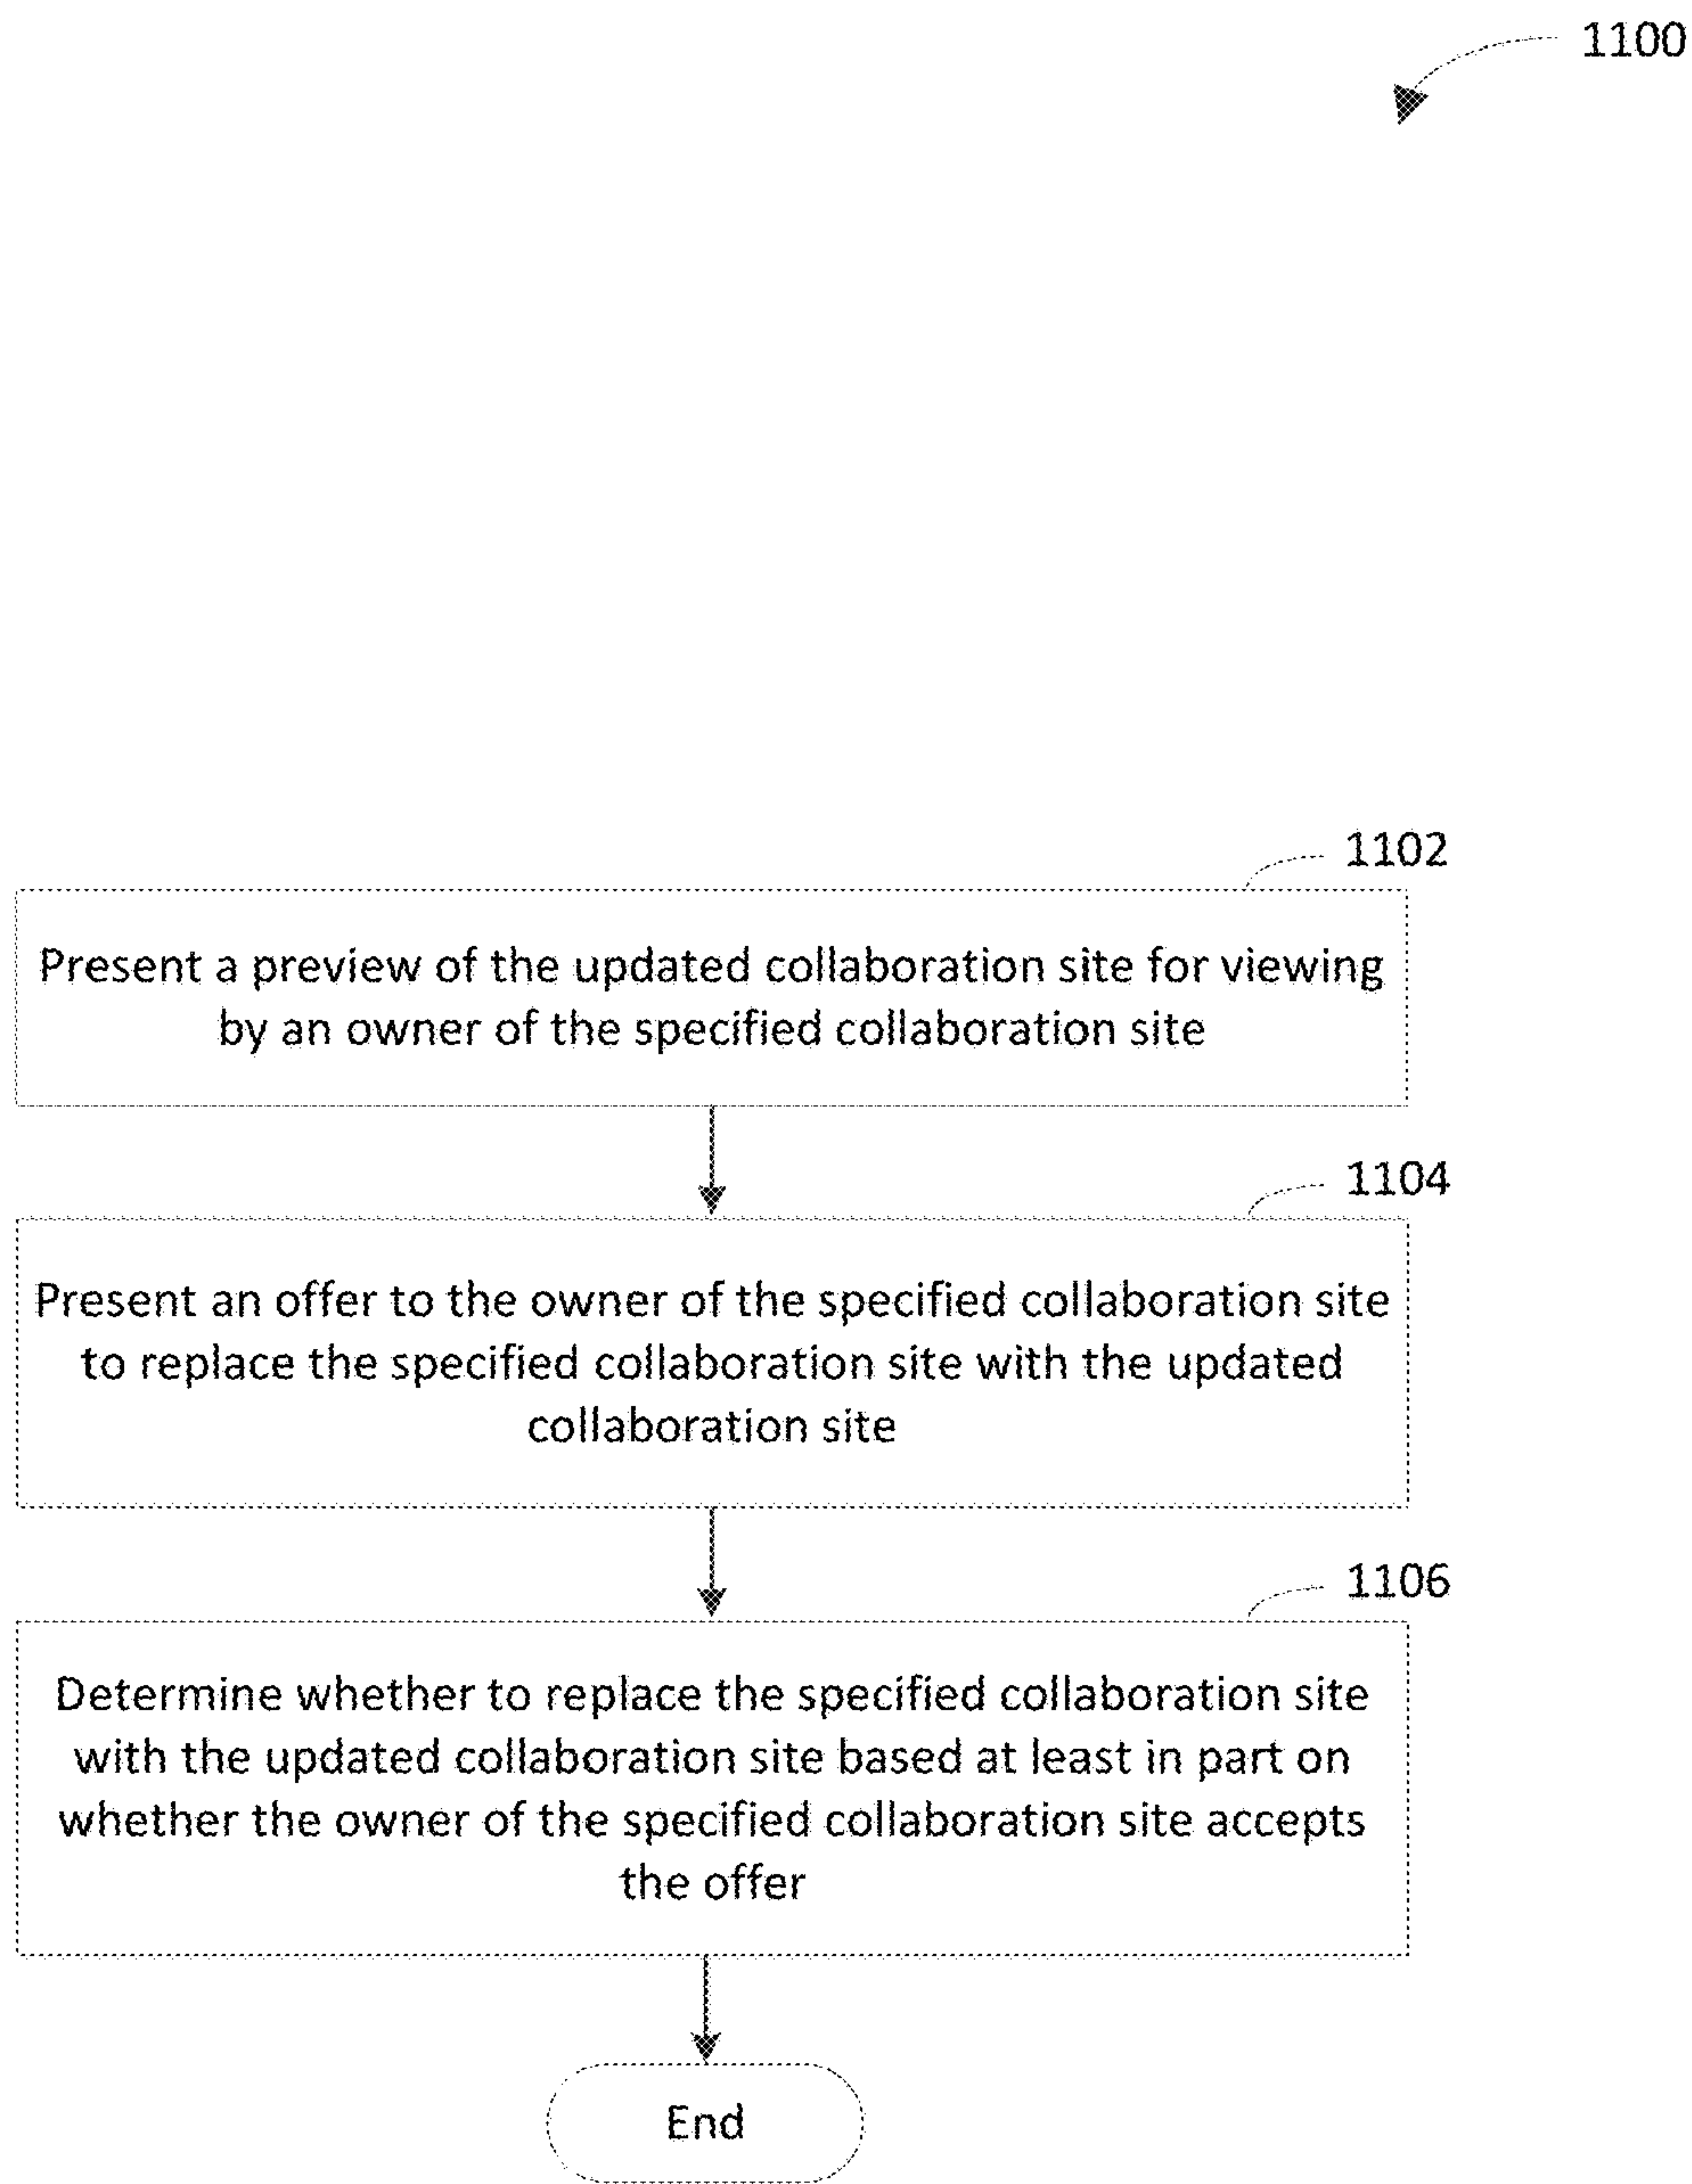 1100
1102
Present a preview of the updated collaboration site for viewing
by an owner of the specified collaboration site
1104
Present an offer to the owner of the specified collaboration site
to replace the specified collaboration site with the updated
collaboration site
1106
Determine whether to replace the specified collaboration site
with the updated collaboration site based at least in part on
whether the owner of the specified collaboration site accepts
the offer
End